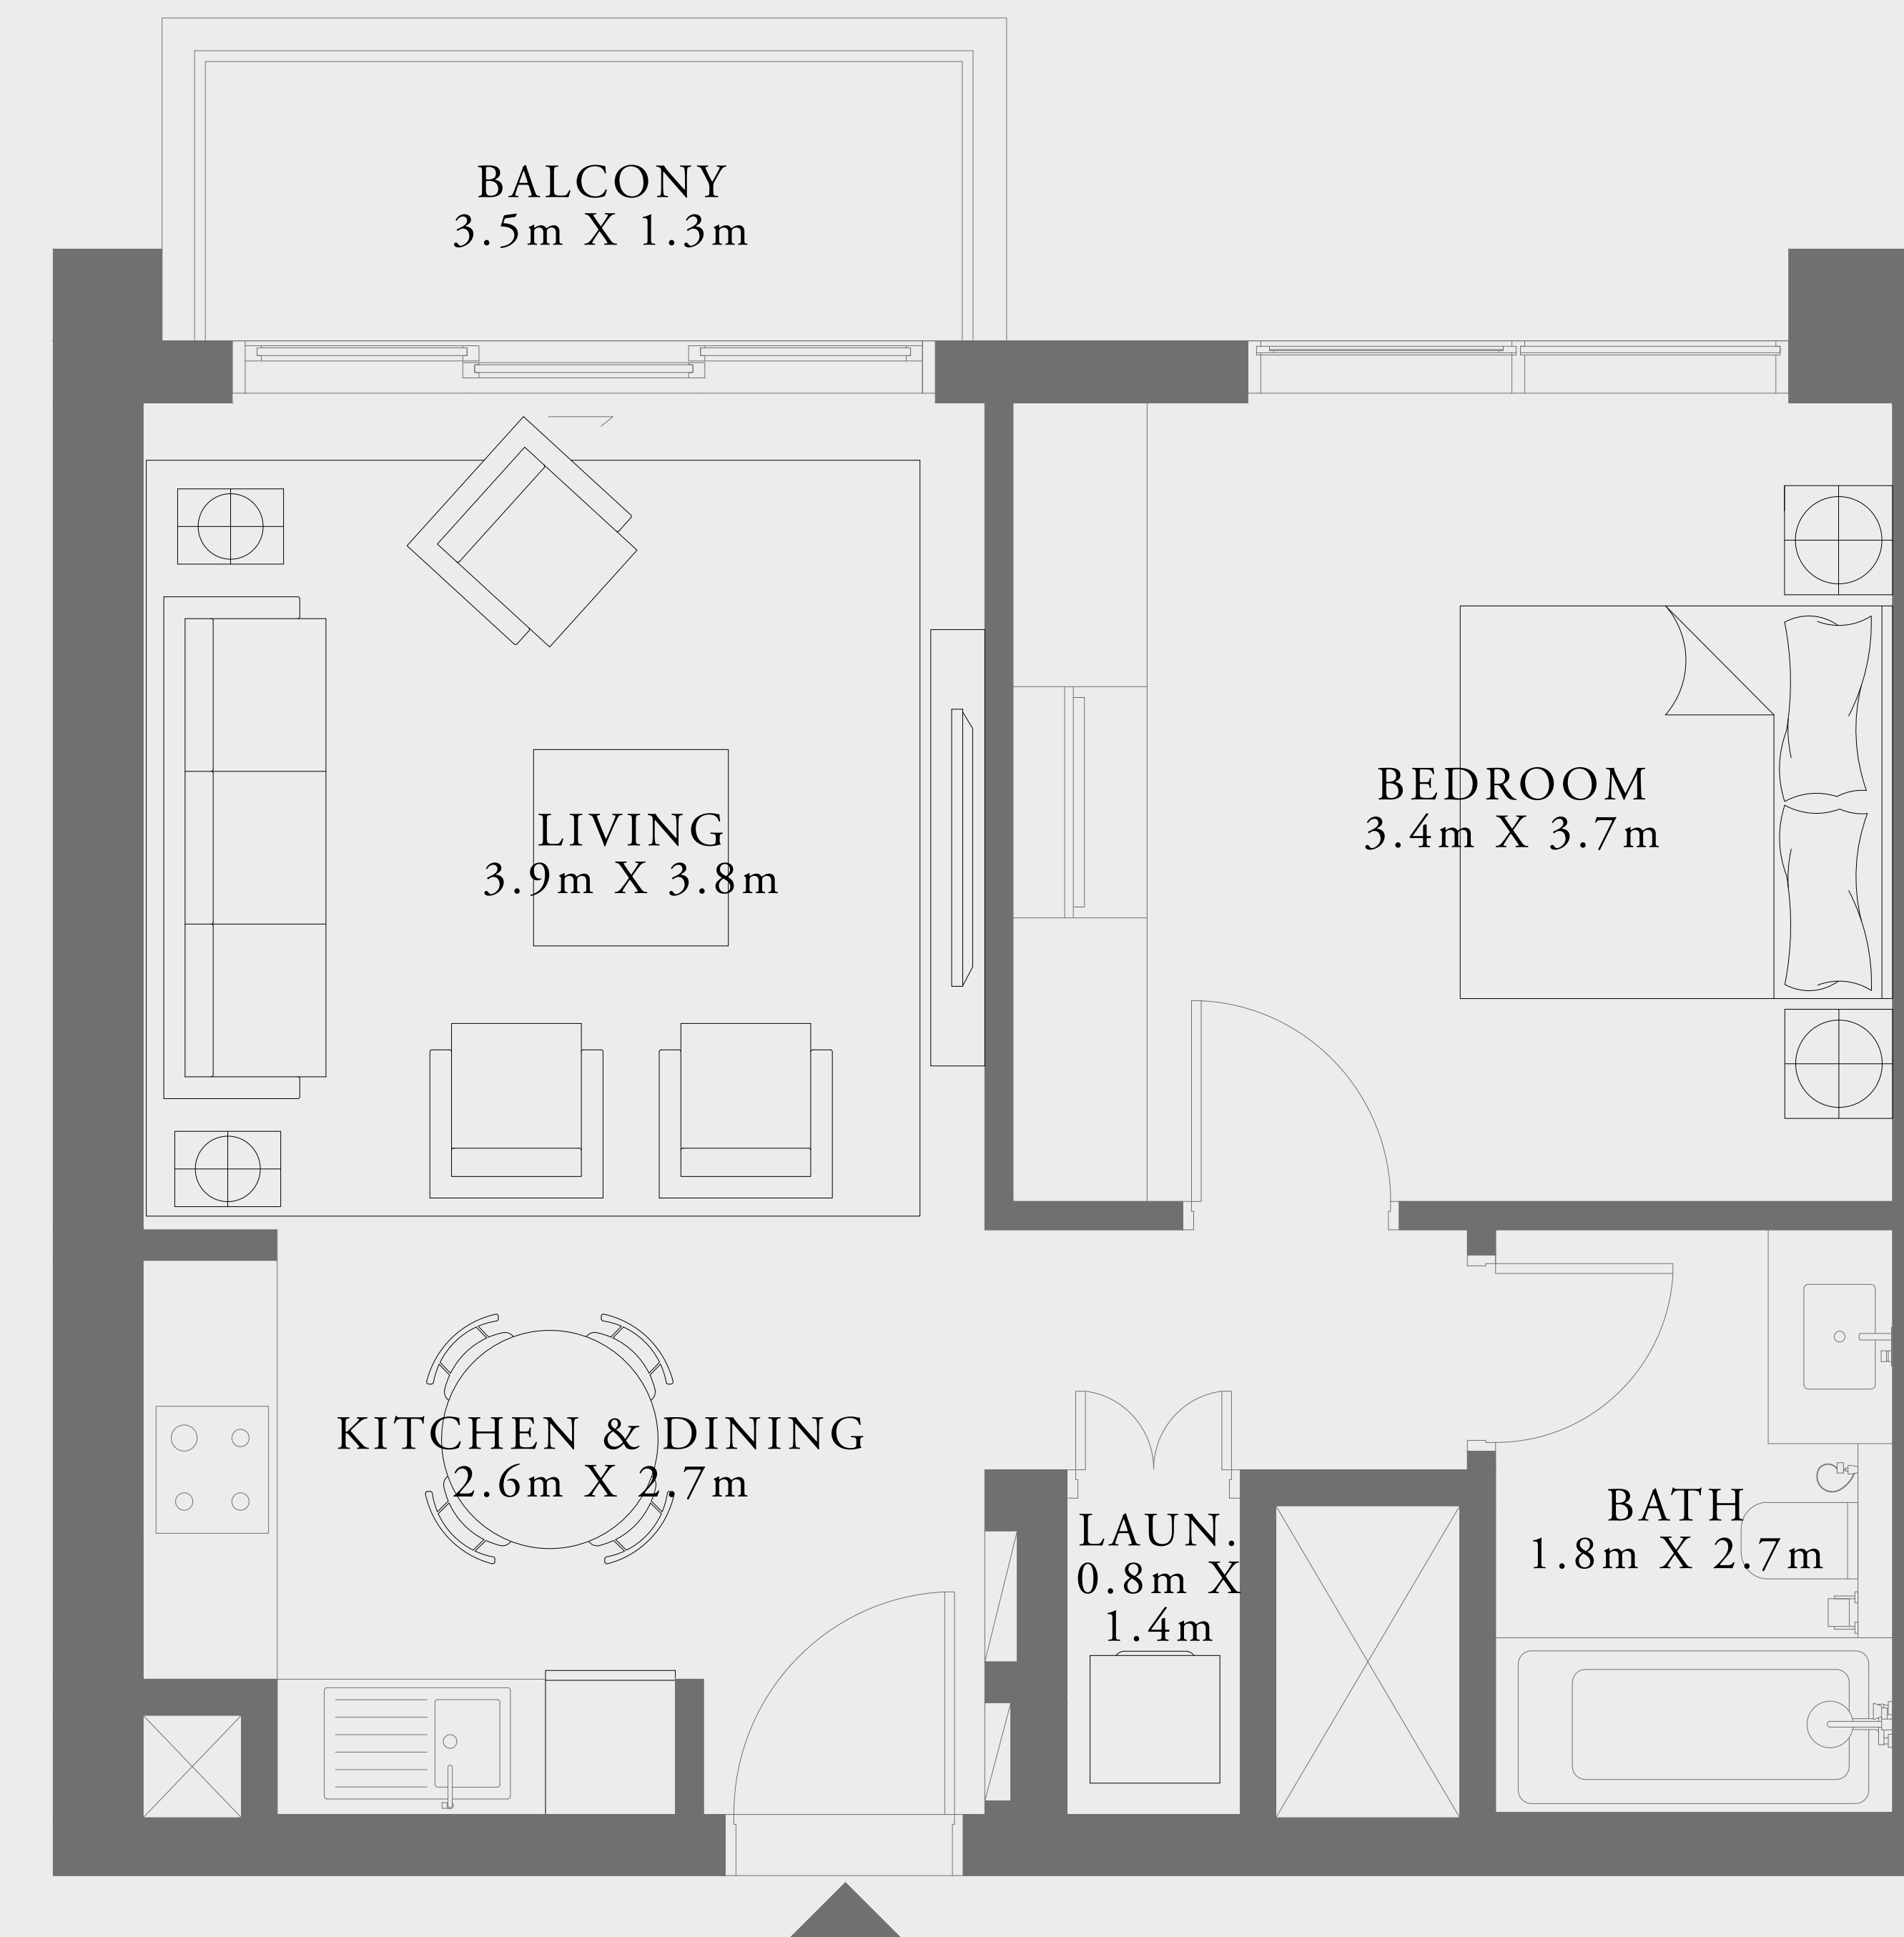 BALCONY
3.5m X 1.3m
LIVING
3.9m X 3.8m
BEDROOM
3.4m X 3.7m
KITCHEN & DINING
2.6m X 2.7m
LAUN.
0.8m X
1.4m
BATH
1.8m X 2.7m